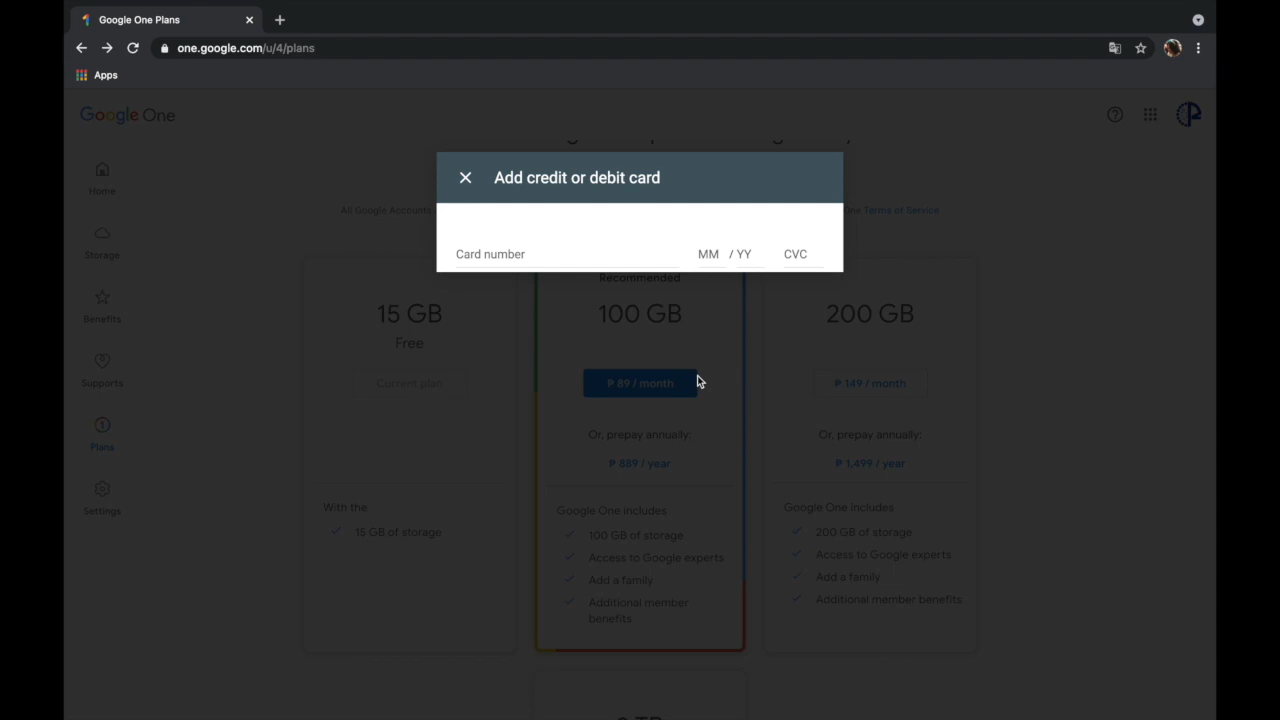 Google One Plans
one.google.com/u/4/plans
Apps
Google One
Add credit or debit card
Card number
MM / YY
CVC
Home
Storage
Benefits
Supports
Plans
Settings
All Google Accounts
One Terms of Service
15 GB
Free
Current plan
With the
15 GB of storage
Recommended
100 GB
₱ 89 / month
Or, prepay annually:
₱ 889 / year
Google One includes
100 GB of storage
Access to Google experts
Add a family
Additional member
benefits
200 GB
₱ 149 / month
Or, prepay annually:
₱ 1,499 / year
Google One includes
200 GB of storage
Access to Google experts
Add a family
Additional member benefits